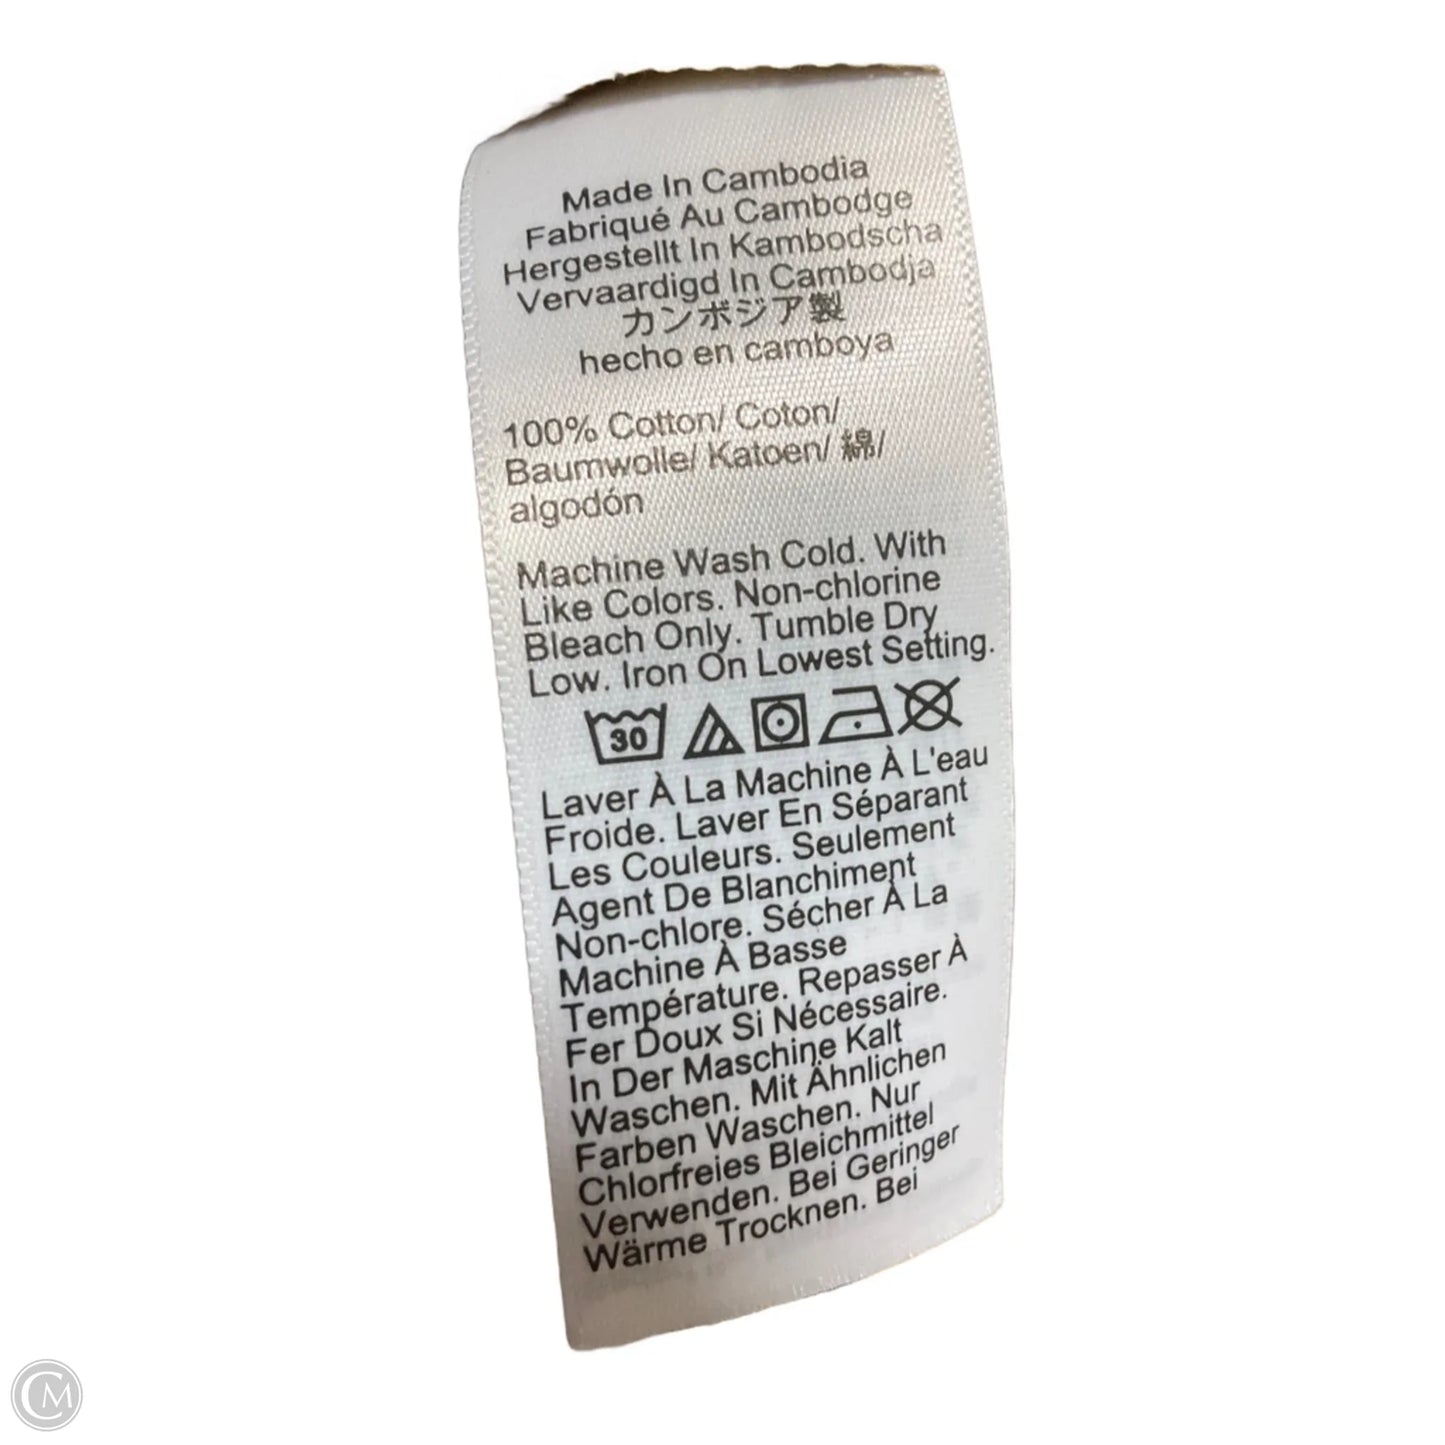 Made In Cambodia
Fabriqué Au Cambodge
Hergestellt In Kambodscha
Vervaardigd In Cambodja
カンボジア製
hecho en camboya
100% Cotton/ Coton/
Baumwolle/ Katoen/ 綿/
algodón
Machine Wash Cold. With
Like Colors. Non-chlorine
Bleach Only. Tumble Dry
Low. Iron On Lowest Setting.
30
Laver À La Machine À L'eau
Froide. Laver En Séparant
Les Couleurs. Seulement
Agent De Blanchiment
Non-chlore. Sécher À La
Machine À Basse
Température. Repasser À
Fer Doux Si Nécessaire.
In Der Maschine Kalt
Waschen. Mit Ähnlichen
Farben Waschen. Nur
Chlorfreies Bleichmittel
Verwenden. Bei Geringer
Wärme Trocknen. Bei
CM